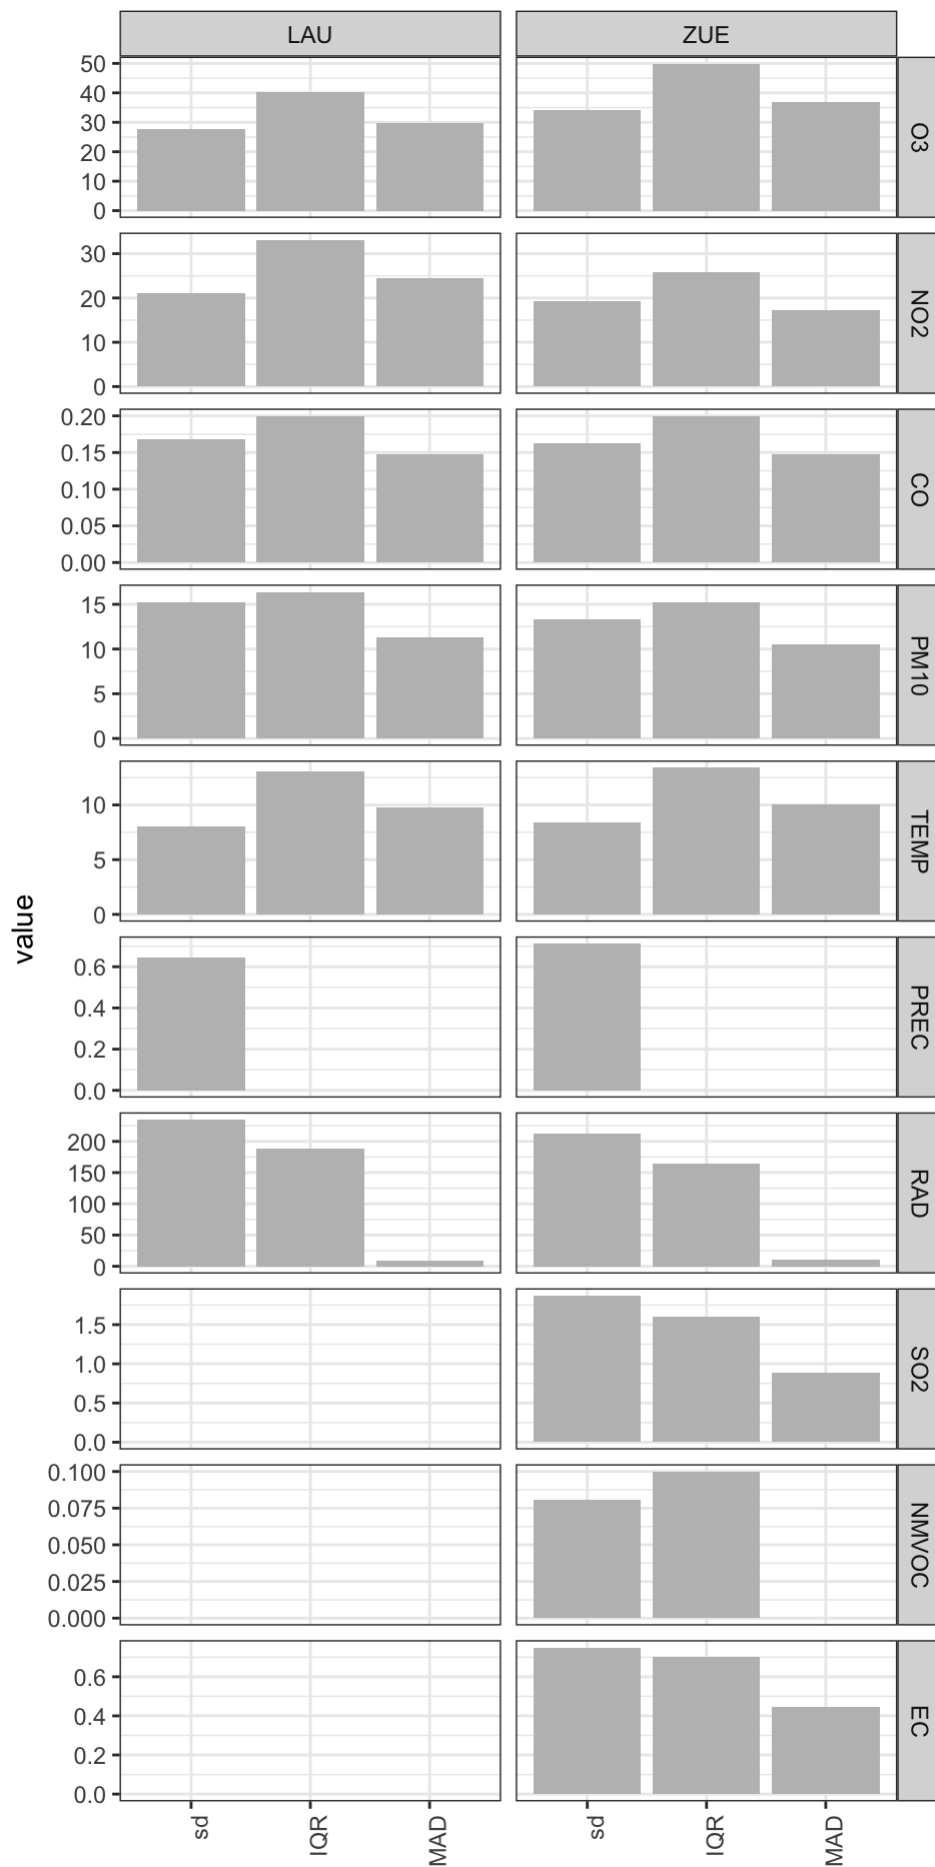 LAU
ZUE
50
40
30
20
10
0
O3
30
20
10
0
NO2
0.20
0.15
0.10
0.05
0.00
CO
15
10
5
0
PM10
10
5
0
TEMP
value
0.6
0.4
0.2
0.0
PREC
200
150
100
50
0
RAD
1.5
1.0
0.5
0.0
SO2
0.100
0.075
0.050
0.025
0.000
NMVOC
0.6
0.4
0.2
0.0
EC
sd
IQR
MAD
sd
IQR
MAD